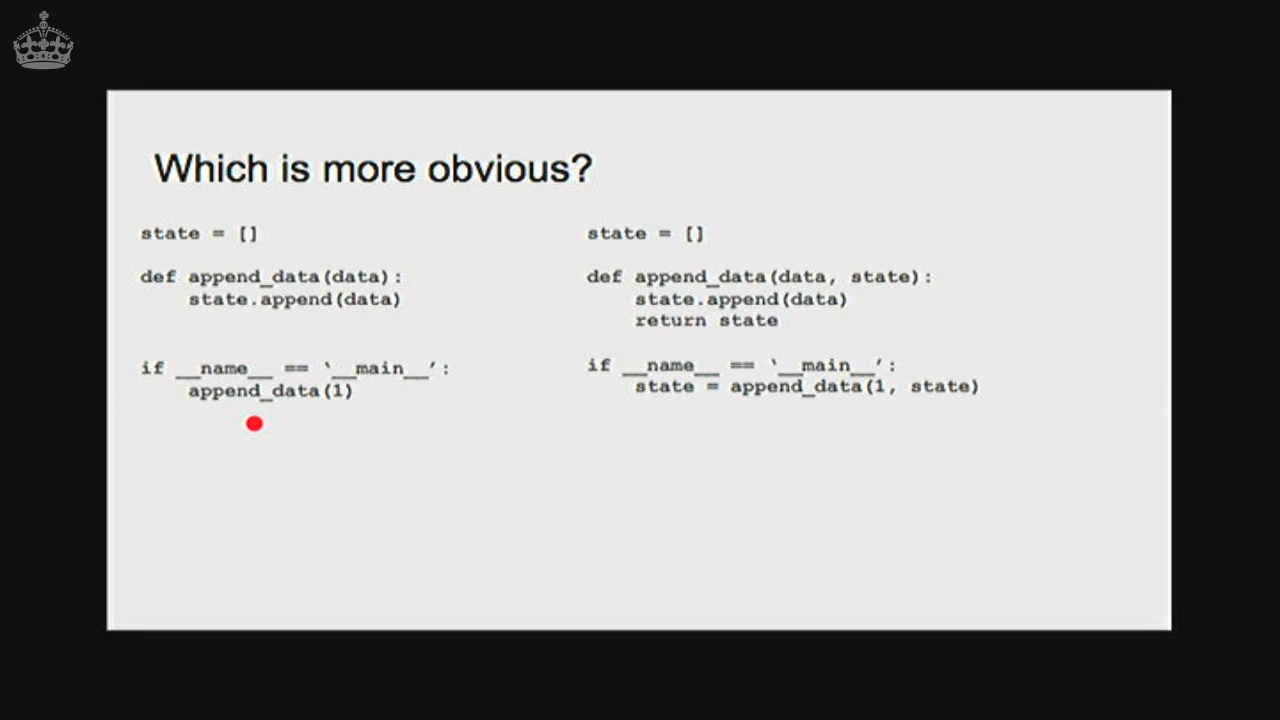 Which is more obvious?
state = []
def append_data(data):
    state.append(data)
if __name__ == ‛__main__’:
    append_data(1)
state = []
def append_data(data, state):
    state.append(data)
    return state
if __name__ == ‛__main__’:
    state = append_data(1, state)